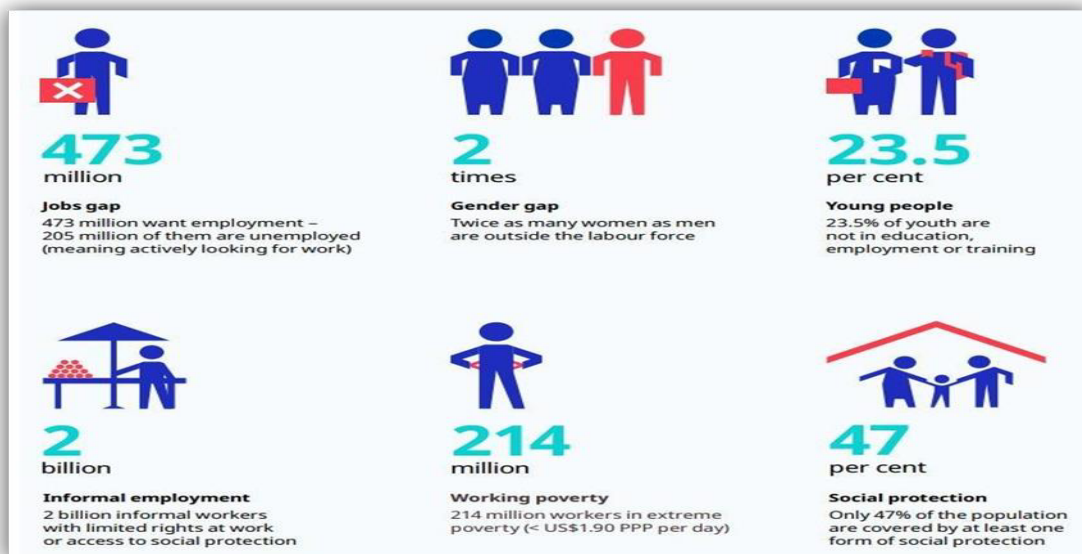 473
million
Jobs gap
473 million want employment –
205 million of them are unemployed
(meaning actively looking for work)
2
times
Gender gap
Twice as many women as men
are outside the labour force
23.5
per cent
Young people
23.5% of youth are
not in education,
employment or training
2
billion
Informal employment
2 billion informal workers
with limited rights at work
or access to social protection
214
million
Working poverty
214 million workers in extreme
poverty (< US$1.90 PPP per day)
47
per cent
Social protection
Only 47% of the population
are covered by at least one
form of social protection